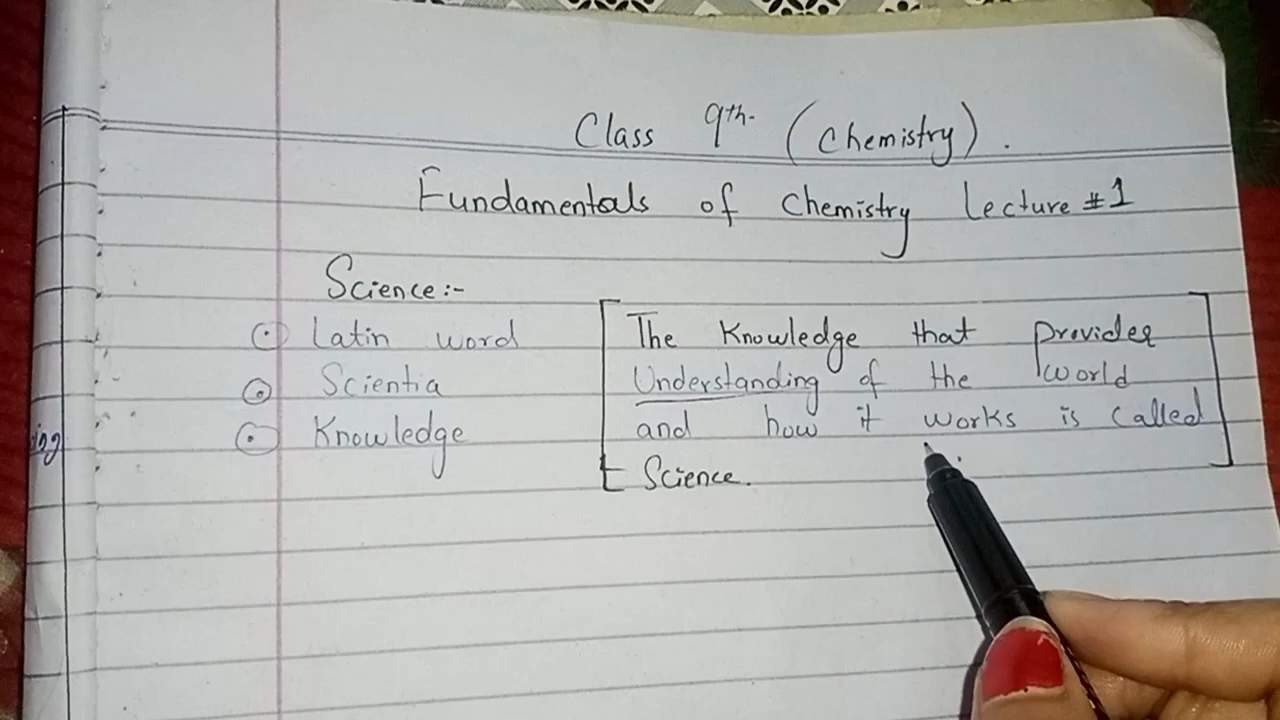 Class 9th. (Chemistry).
Fundamentals of Chemistry Lecture #1
Science:-
Latin word
Scientia
Knowledge
The Knowledge that provides
Understanding of the world
and how it works is called
Science.